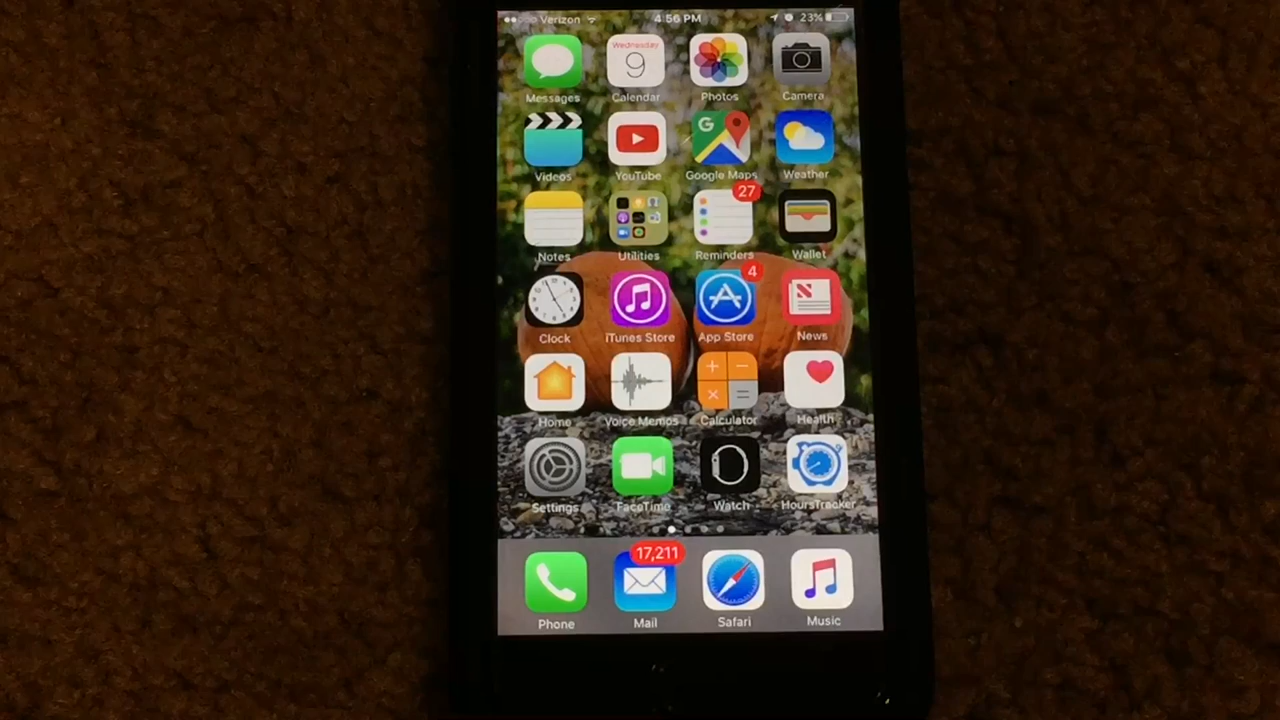 Verizon 4:56 PM 23%
Wednesday
9
Messages Calendar Photos Camera
G
Videos YouTube Google Maps Weather
27
Notes Utilities Reminders Wallet
4
N
Clock iTunes Store App Store News
Home Voice Memos Calculator Health
Settings FaceTime Watch HoursTracker
17,211
Phone Mail Safari Music